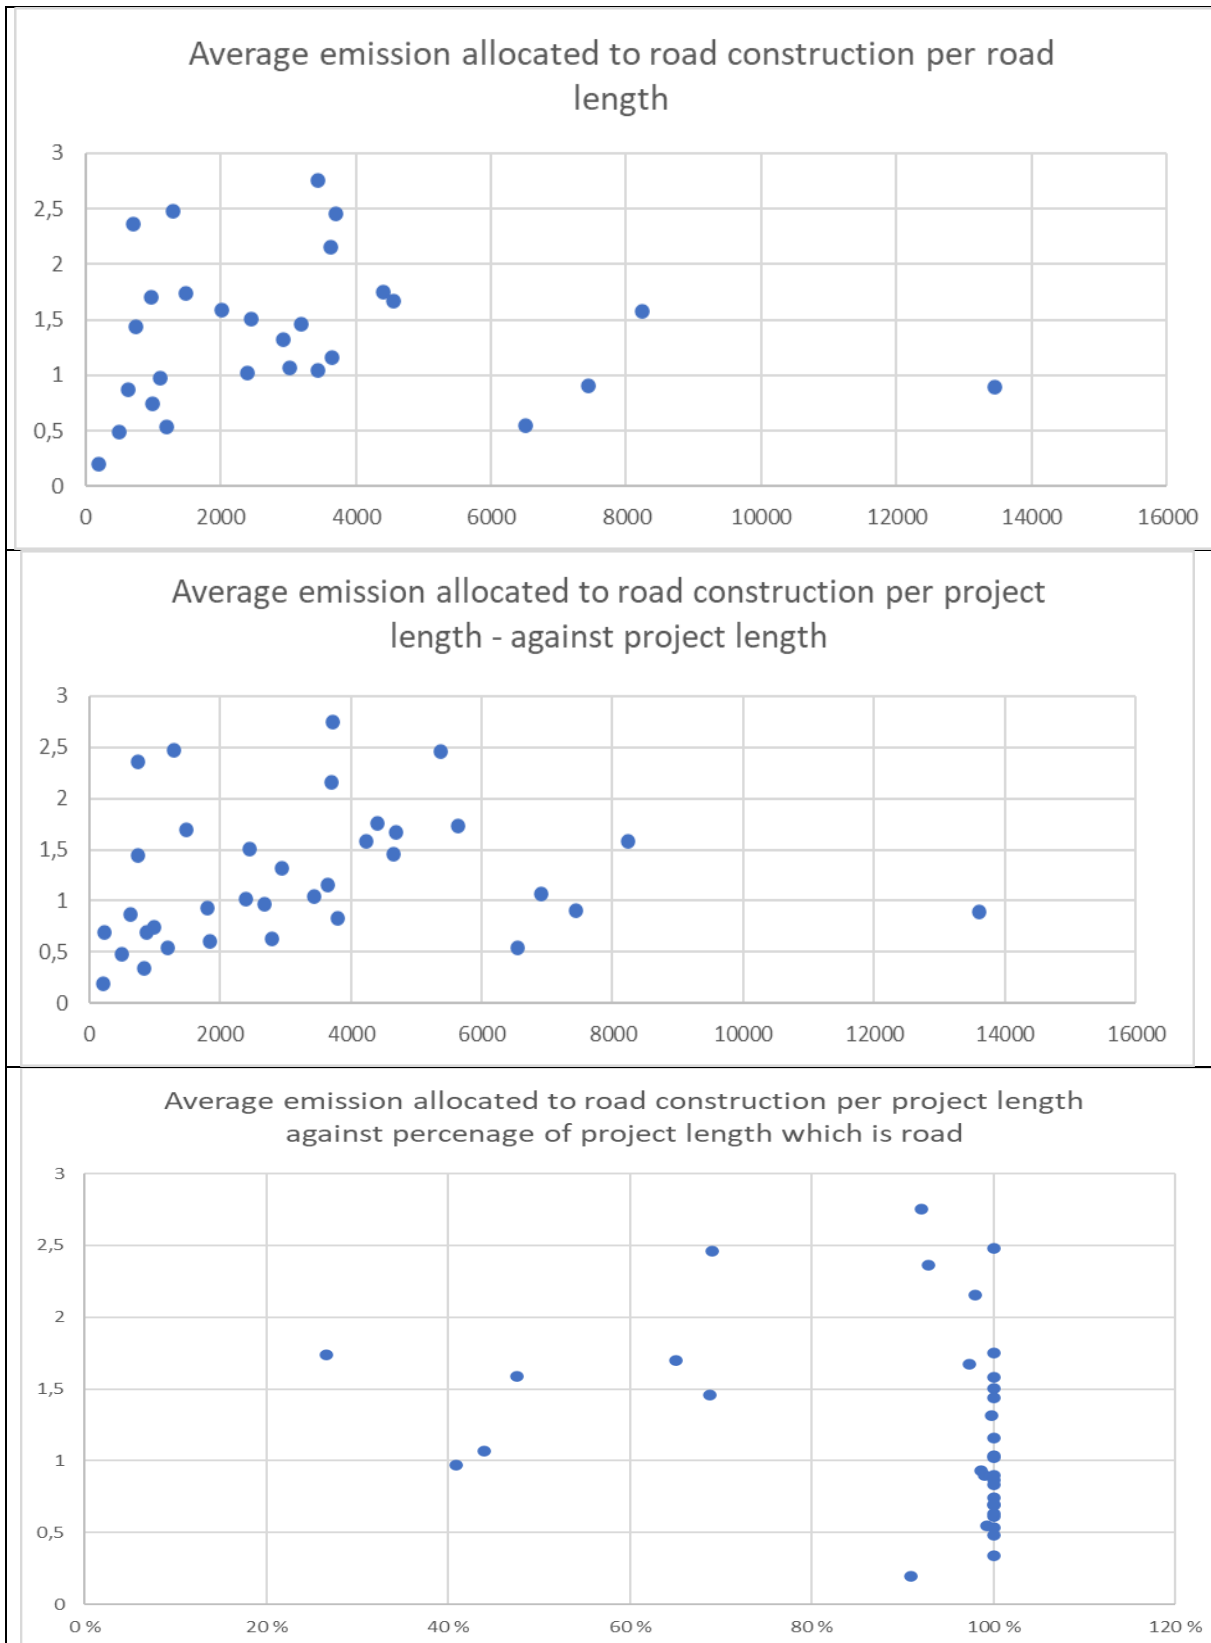 Average emission allocated to road construction per road
length
3
2,5
2
1,5
1
0,5
0
0 2000 4000 6000 8000 10000 12000 14000 16000
Average emission allocated to road construction per project
length - against project length
3
2,5
2
1,5
1
0,5
0
0 2000 4000 6000 8000 10000 12000 14000 16000
Average emission allocated to road construction per project length
against percenage of project length which is road
3
2,5
2
1,5
1
0,5
0
0 % 20 % 40 % 60 % 80 % 100 % 120 %